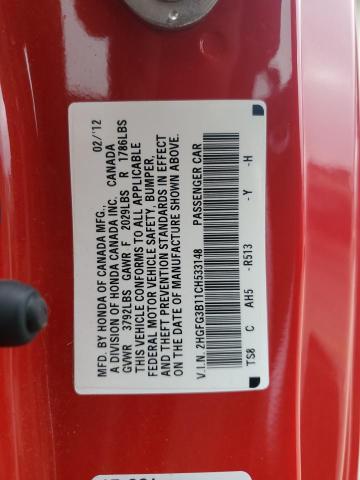 MFD. BY HONDA OF CANADA MFG., 02/'12
A DIVISION OF HONDA CANADA INC. CANADA
GVWR 3792LBS GAWR F 2029LBS R 1786LBS
THIS VEHICLE CONFORMS TO ALL APPLICABLE
FEDERAL MOTOR VEHICLE SAFETY, BUMPER,
AND THEFT PREVENTION STANDARDS IN EFFECT
ON THE DATE OF MANUFACTURE SHOWN ABOVE.
V.I.N. 2HGFG3B11CH533148 PASSENGER CAR
TS8 C AH5 -R513 -Y -H